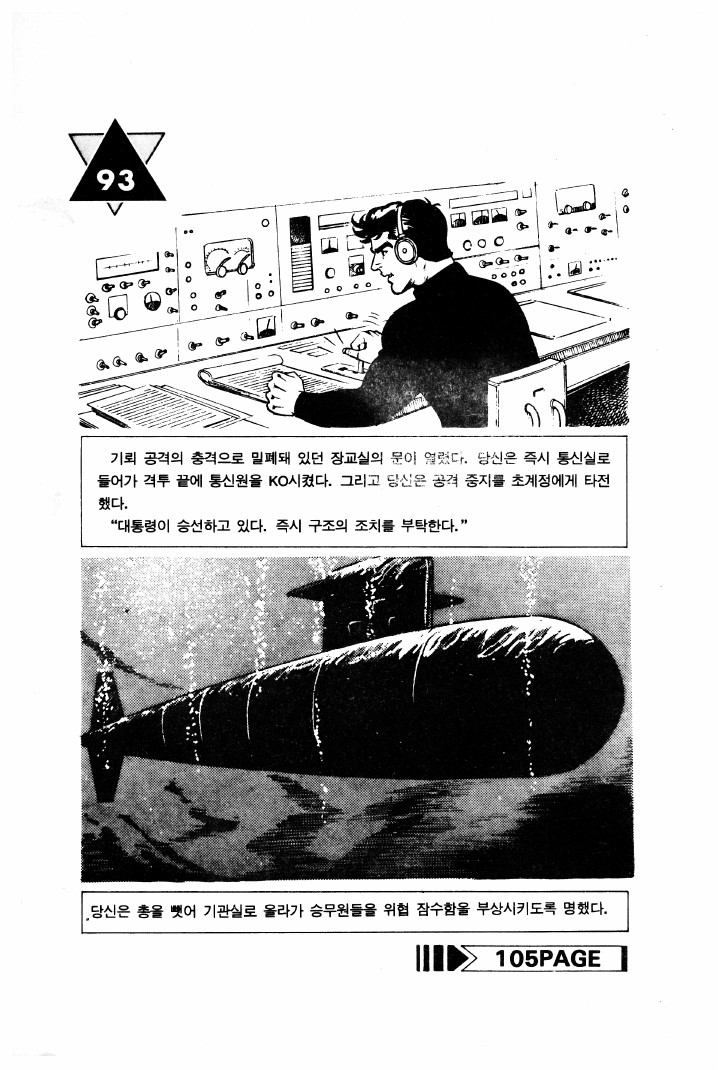 93
기뢰 공격의 충격으로 밀폐돼 있던 장교실의 문이 열렸다. 당신은 즉시 통신실로
들어가 격투 끝에 통신원을 KO시켰다. 그리고 당신은 공격 중지를 초계정에게 타전
했다.
“대통령이 승선하고 있다. 즉시 구조의 조치를 부탁한다.”
당신은 총을 뺏어 기관실로 올라가 승무원들을 위협 잠수함을 부상시키도록 명했다.
105PAGE